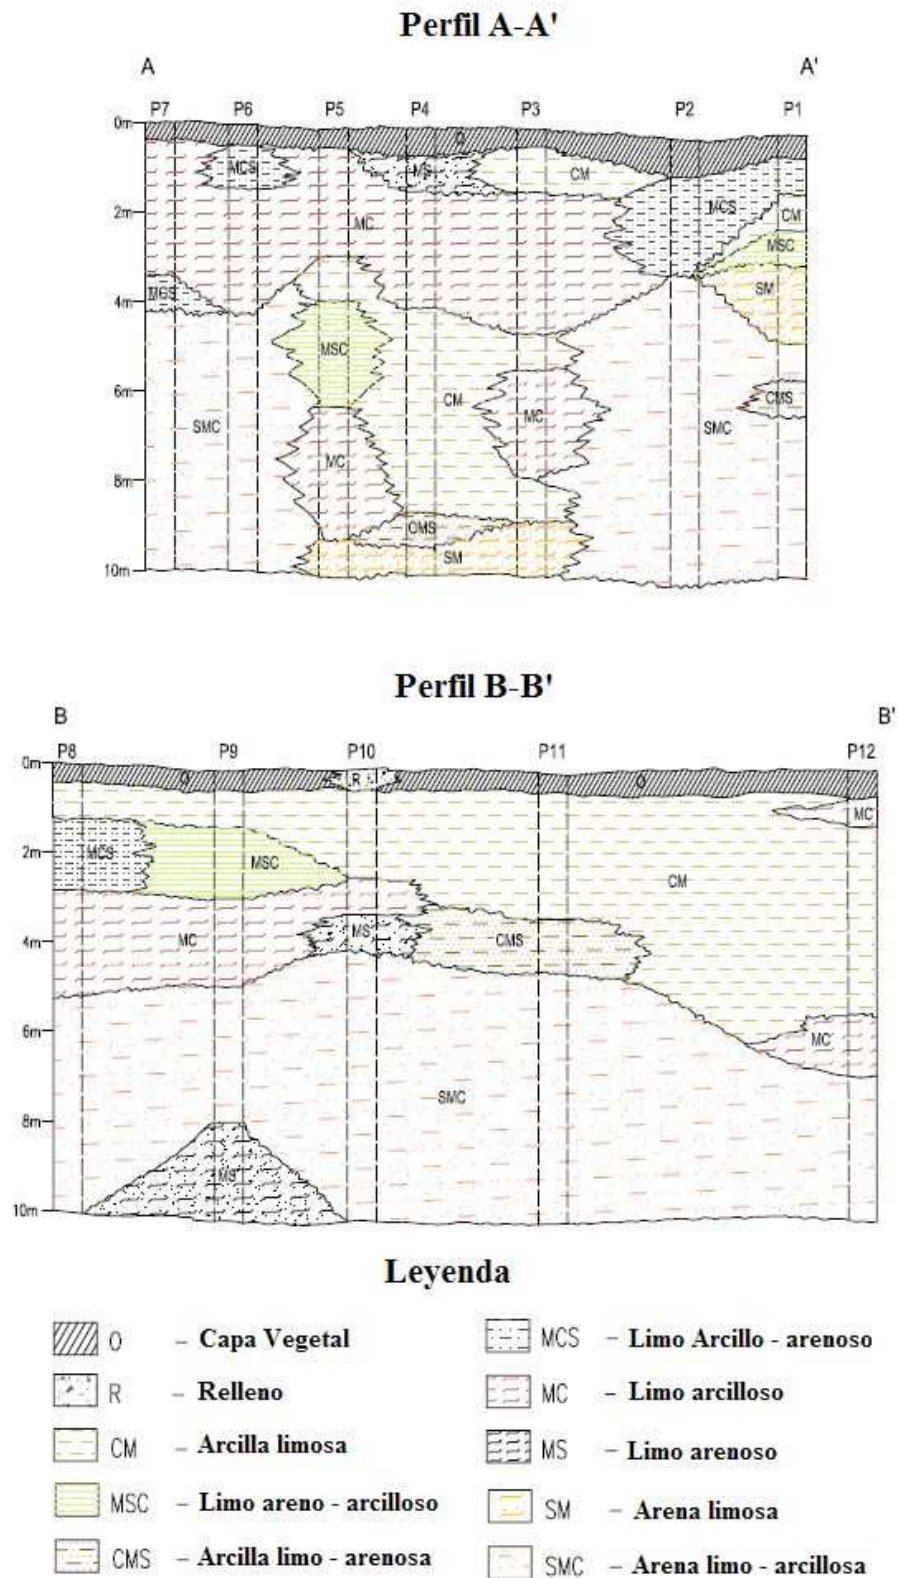 Perfil A-A'
A A'
P7 P6 P5 P4 P3 P2 P1
0m
O
MCS MS CM
2m
MCS CM
MC
MSC
MCS SM
4m
MSC
6m
CM MC CMS
SMC SMC
MC
8m
CMS
SM
10m
Perfil B-B'
B B'
P8 P9 P10 P11 P12
0m
O R O
MC
2m
MCS MSC
CM
MC MS CMS
4m
6m
MC
SMC
8m
MS
10m
Leyenda
O – Capa Vegetal
R – Relleno
CM – Arcilla limosa
MSC – Limo areno - arcilloso
CMS – Arcilla limo - arenosa
MCS – Limo Arcillo - arenoso
MC – Limo arcilloso
MS – Limo arenoso
SM – Arena limosa
SMC – Arena limo - arcillosa